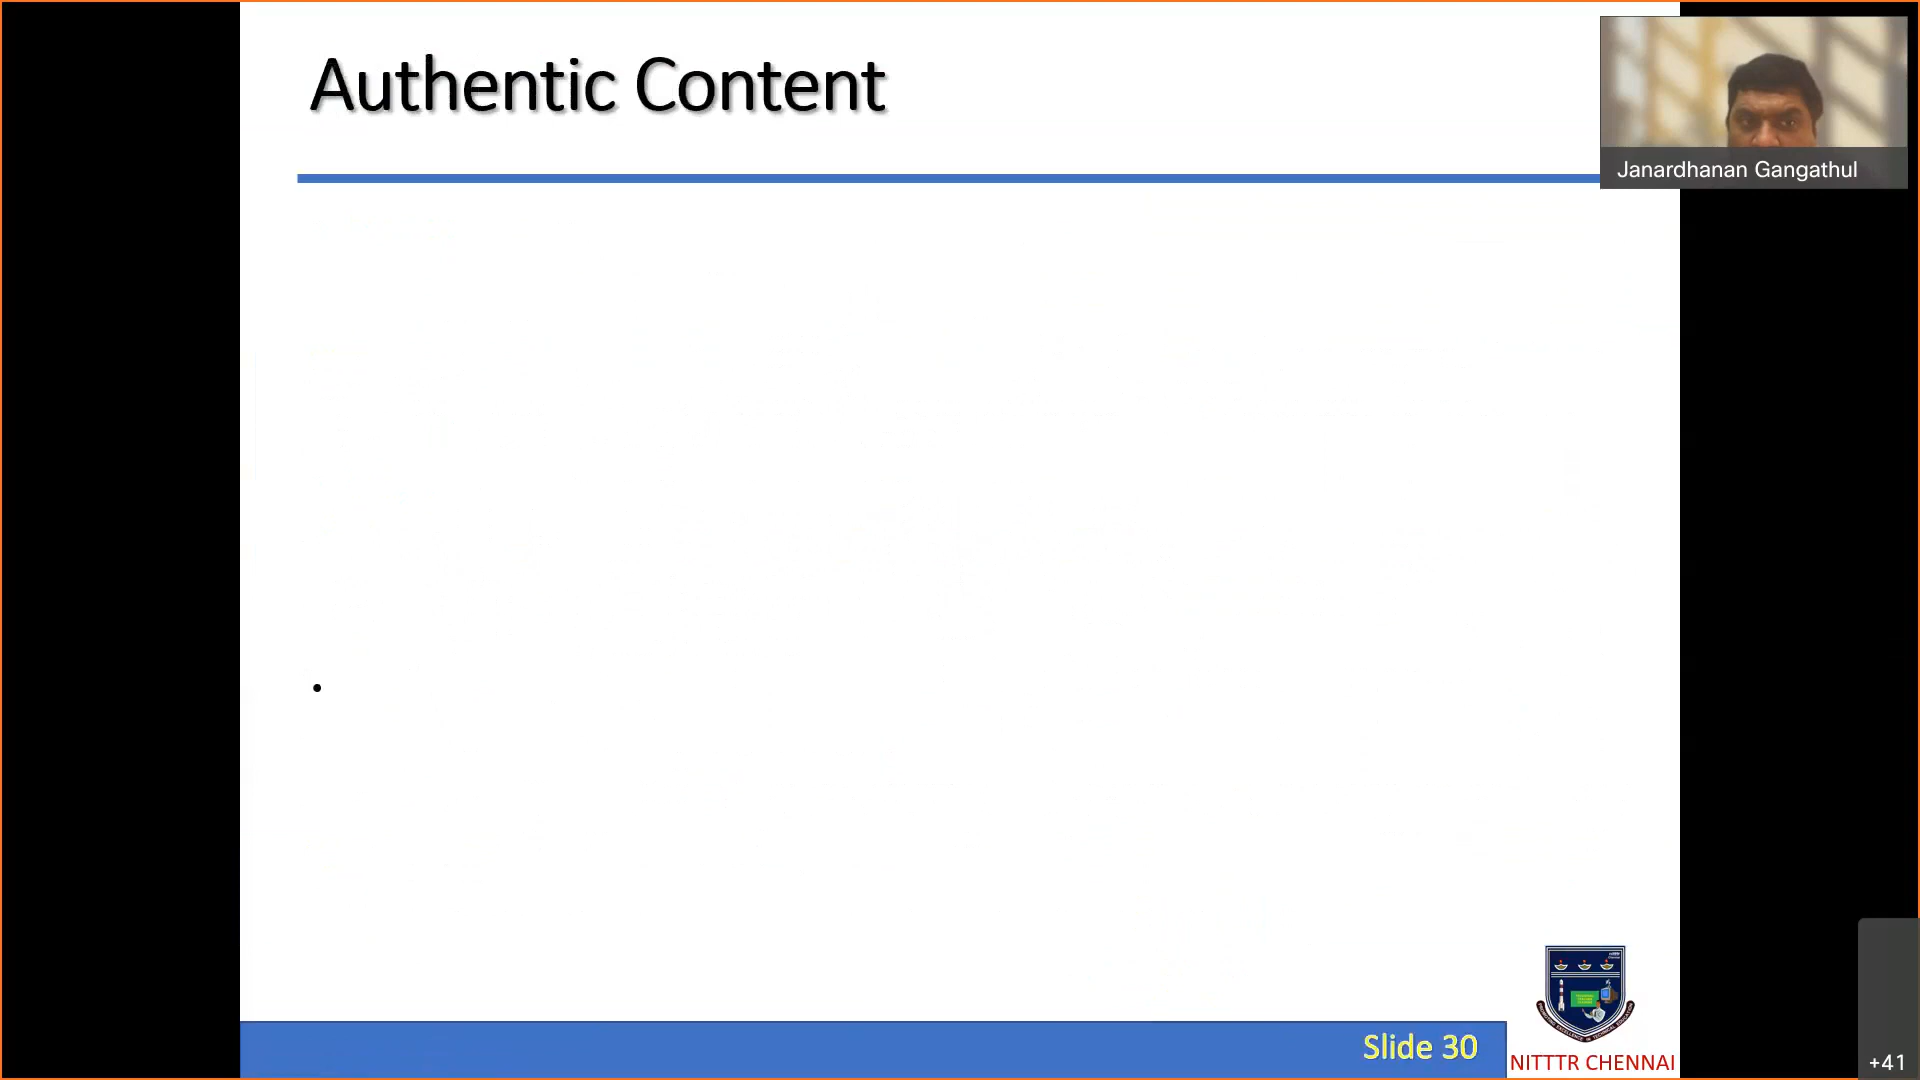 Authentic Content
Janardhanan Gangathul
•
Slide 30
NITTTR CHENNAI
+41